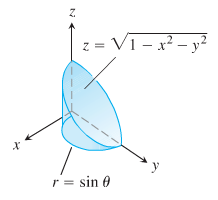 z
z = √1 − x² − y²
x
y
r = sin θ